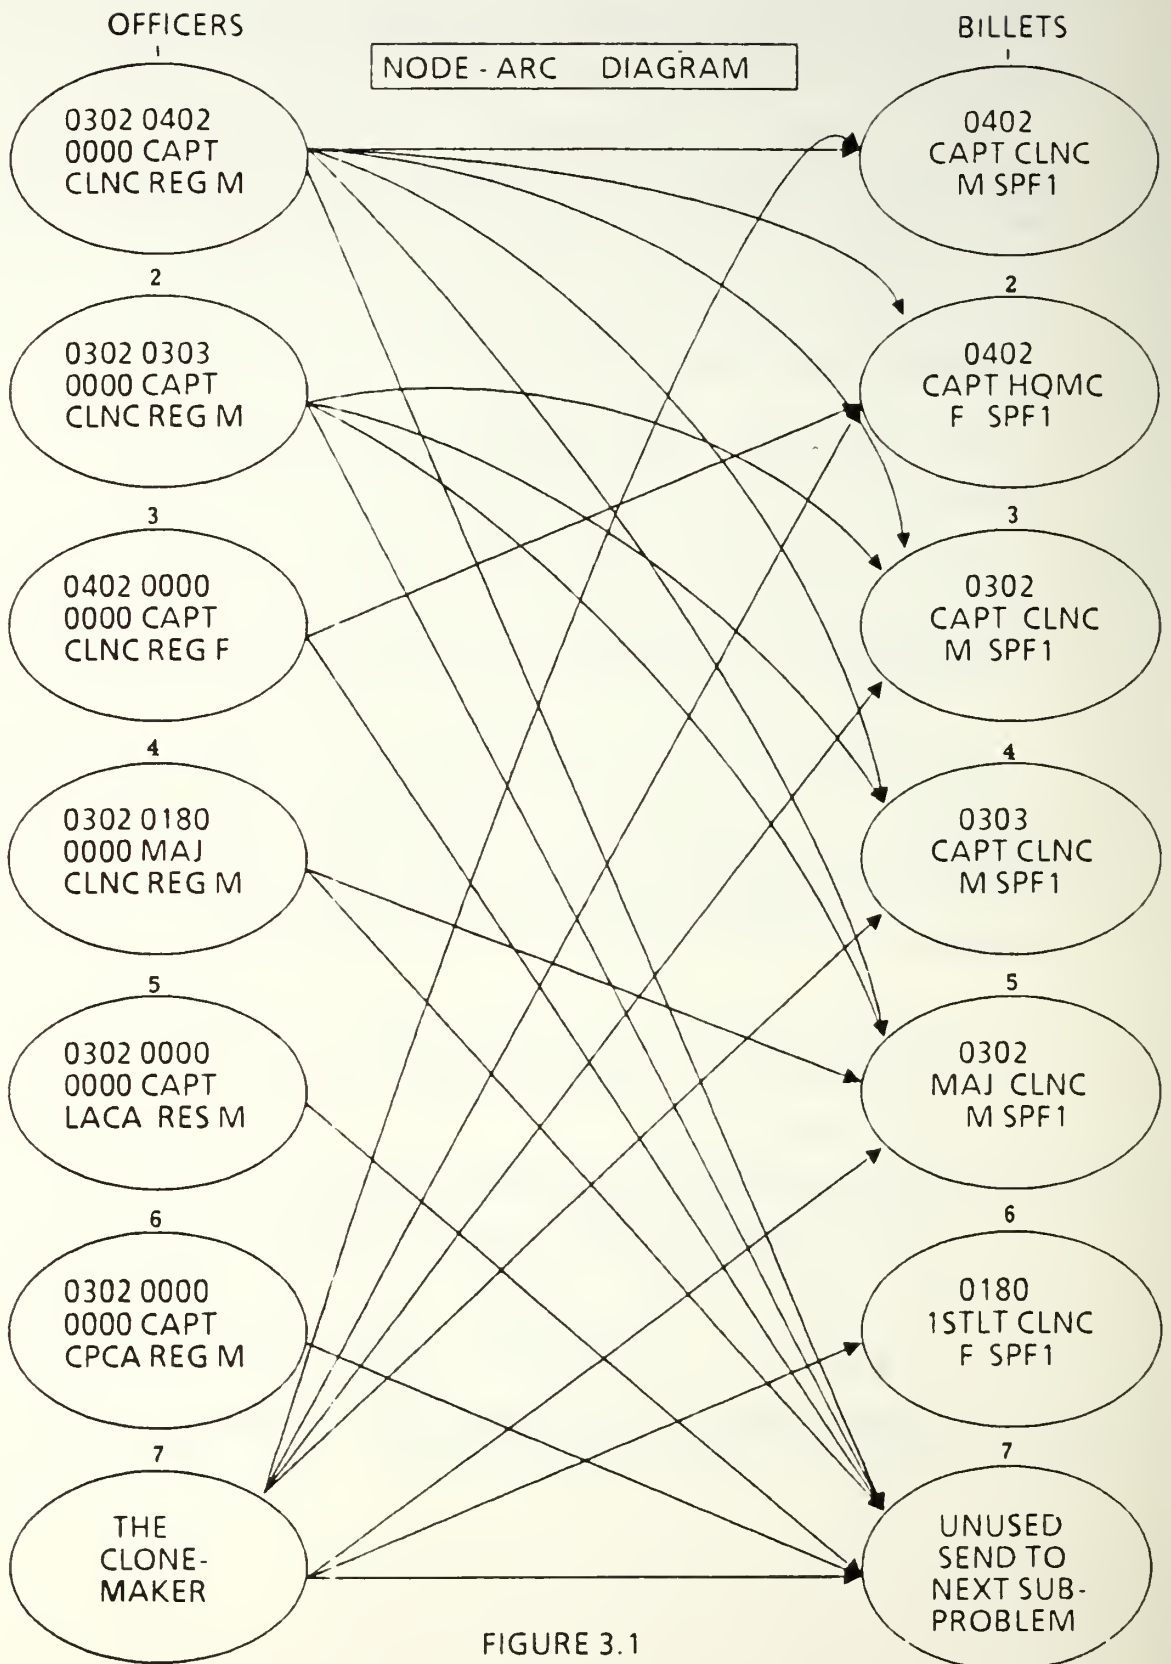 OFFICERS
BILLETS
NODE - ARC DIAGRAM
1
0302 0402
0000 CAPT
CLNC REG M
2
0302 0303
0000 CAPT
CLNC REG M
3
0402 0000
0000 CAPT
CLNC REG F
4
0302 0180
0000 MAJ
CLNC REG M
5
0302 0000
0000 CAPT
LACA RES M
6
0302 0000
0000 CAPT
CPCA REG M
7
THE
CLONE-
MAKER
1
0402
CAPT CLNC
M SPF1
2
0402
CAPT HQMC
F SPF1
3
0302
CAPT CLNC
M SPF1
4
0303
CAPT CLNC
M SPF1
5
0302
MAJ CLNC
M SPF1
6
0180
1STLT CLNC
F SPF1
7
UNUSED
SEND TO
NEXT SUB-
PROBLEM
FIGURE 3.1